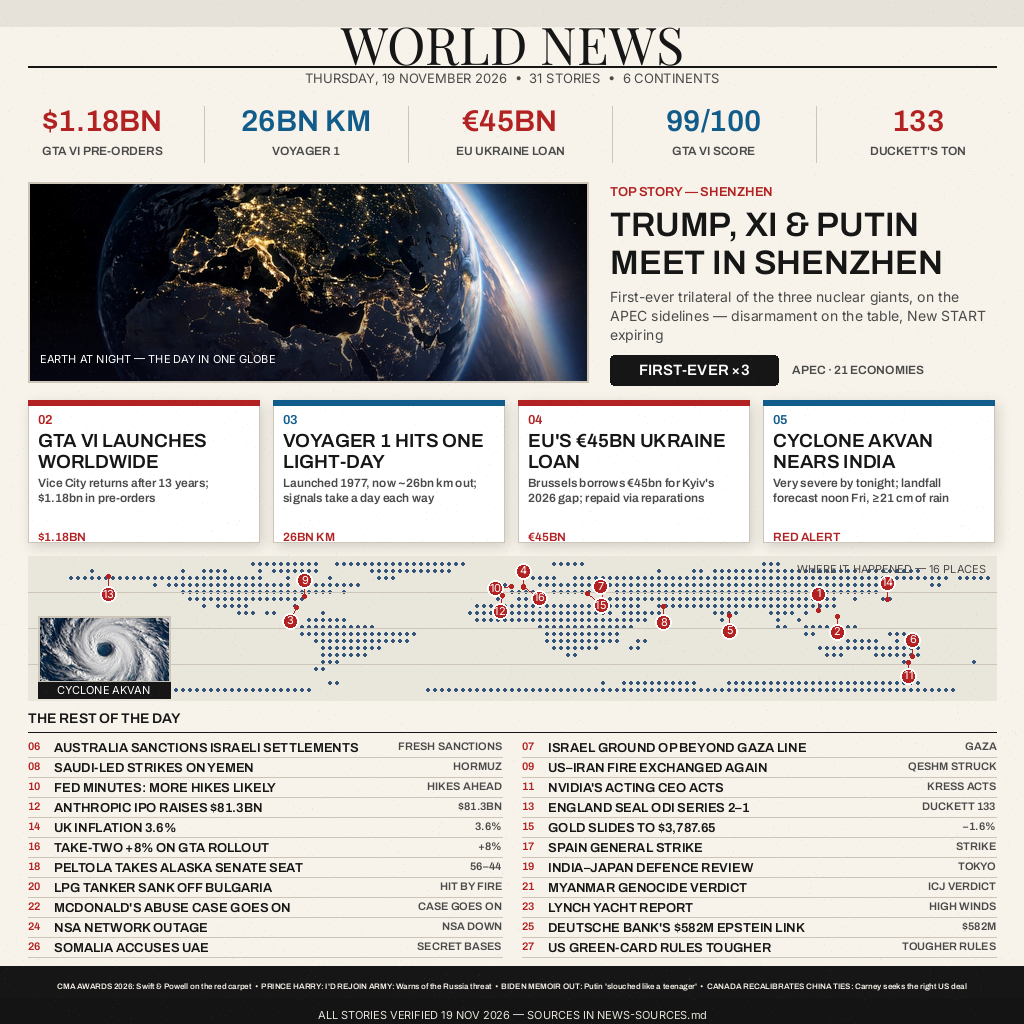 WORLD NEWS
THURSDAY, 19 NOVEMBER 2026 • 31 STORIES • 6 CONTINENTS
$1.18BN
GTA VI PRE-ORDERS
26BN KM
VOYAGER 1
€45BN
EU UKRAINE LOAN
99/100
GTA VI SCORE
133
DUCKETT'S TON
EARTH AT NIGHT — THE DAY IN ONE GLOBE
TOP STORY — SHENZHEN
TRUMP, XI & PUTIN
MEET IN SHENZHEN
First-ever trilateral of the three nuclear giants, on the
APEC sidelines — disarmament on the table, New START
expiring
FIRST-EVER ×3
APEC · 21 ECONOMIES
02
GTA VI LAUNCHES
WORLDWIDE
Vice City returns after 13 years;
$1.18bn in pre-orders
$1.18BN
03
VOYAGER 1 HITS ONE
LIGHT-DAY
Launched 1977, now ~26bn km out;
signals take a day each way
26BN KM
04
EU'S €45BN UKRAINE
LOAN
Brussels borrows €45bn for Kyiv's
2026 gap; repaid via reparations
€45BN
05
CYCLONE AKVAN
NEARS INDIA
Very severe by tonight; landfall
forecast noon Fri, ≥21 cm of rain
RED ALERT
WHERE IT HAPPENED — 16 PLACES
13
9
3
4
10
12
16
7
15
8
5
1
2
14
6
11
CYCLONE AKVAN
THE REST OF THE DAY
06 AUSTRALIA SANCTIONS ISRAELI SETTLEMENTS FRESH SANCTIONS
07 ISRAEL GROUND OP BEYOND GAZA LINE GAZA
08 SAUDI-LED STRIKES ON YEMEN HORMUZ
09 US–IRAN FIRE EXCHANGED AGAIN QESHM STRUCK
10 FED MINUTES: MORE HIKES LIKELY HIKES AHEAD
11 NVIDIA'S ACTING CEO ACTS KRESS ACTS
12 ANTHROPIC IPO RAISES $81.3BN $81.3BN
13 ENGLAND SEAL ODI SERIES 2–1 DUCKETT 133
14 UK INFLATION 3.6% 3.6%
15 GOLD SLIDES TO $3,787.65 −1.6%
16 TAKE-TWO +8% ON GTA ROLLOUT +8%
17 SPAIN GENERAL STRIKE STRIKE
18 PELTOLA TAKES ALASKA SENATE SEAT 56–44
19 INDIA–JAPAN DEFENCE REVIEW TOKYO
20 LPG TANKER SANK OFF BULGARIA HIT BY FIRE
21 MYANMAR GENOCIDE VERDICT ICJ VERDICT
22 MCDONALD'S ABUSE CASE GOES ON CASE GOES ON
23 LYNCH YACHT REPORT HIGH WINDS
24 NSA NETWORK OUTAGE NSA DOWN
25 DEUTSCHE BANK'S $582M EPSTEIN LINK $582M
26 SOMALIA ACCUSES UAE SECRET BASES
27 US GREEN-CARD RULES TOUGHER TOUGHER RULES
CMA AWARDS 2026: Swift & Powell on the red carpet • PRINCE HARRY: I'D REJOIN ARMY: Warns of the Russia threat • BIDEN MEMOIR OUT: Putin 'slouched like a teenager' • CANADA RECALIBRATES CHINA TIES: Carney seeks the right US deal
ALL STORIES VERIFIED 19 NOV 2026 — SOURCES IN NEWS-SOURCES.md